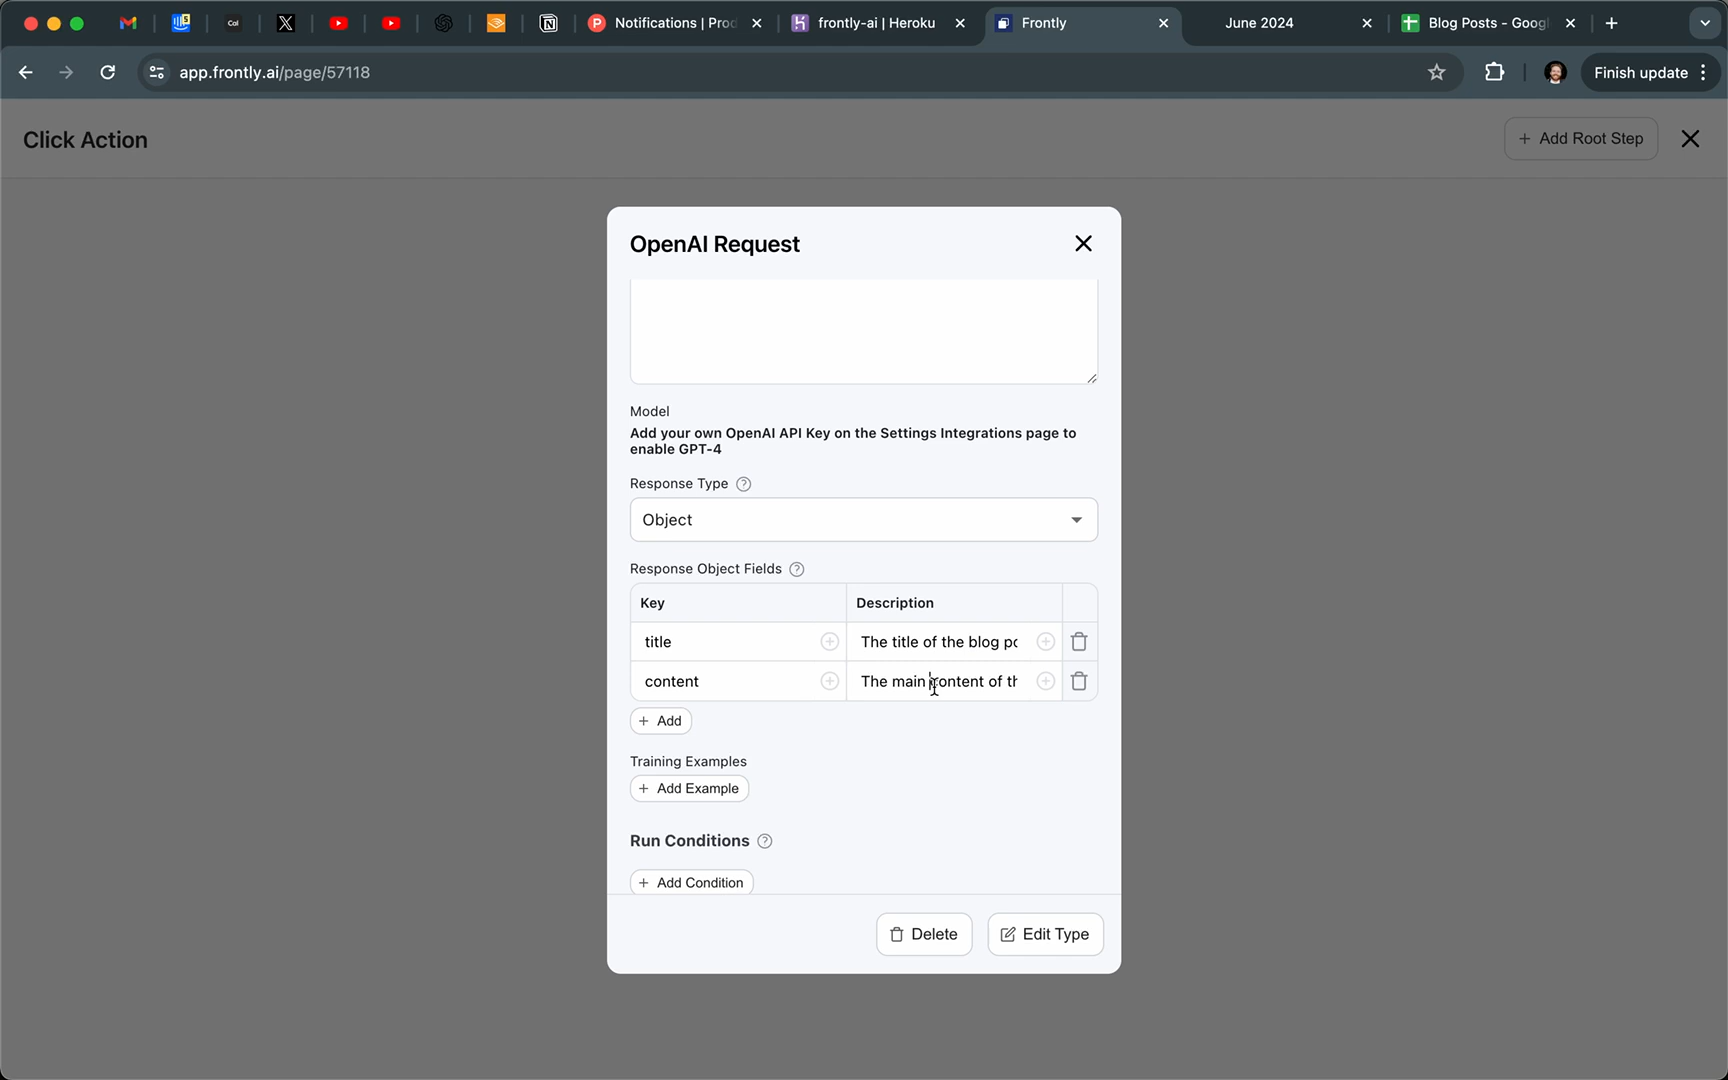 Cal
Notifications | Prod
frontly-ai | Heroku
Frontly
June 2024
Blog Posts - Googl
app.frontly.ai/page/57118
Finish update
Click Action
Add Root Step
OpenAI Request
Model
Add your own OpenAI API Key on the Settings Integrations page to
enable GPT-4
Response Type
Object
Response Object Fields
Key Description
title The title of the blog po
content The main content of th
Add
Training Examples
Add Example
Run Conditions
Add Condition
Delete Edit Type